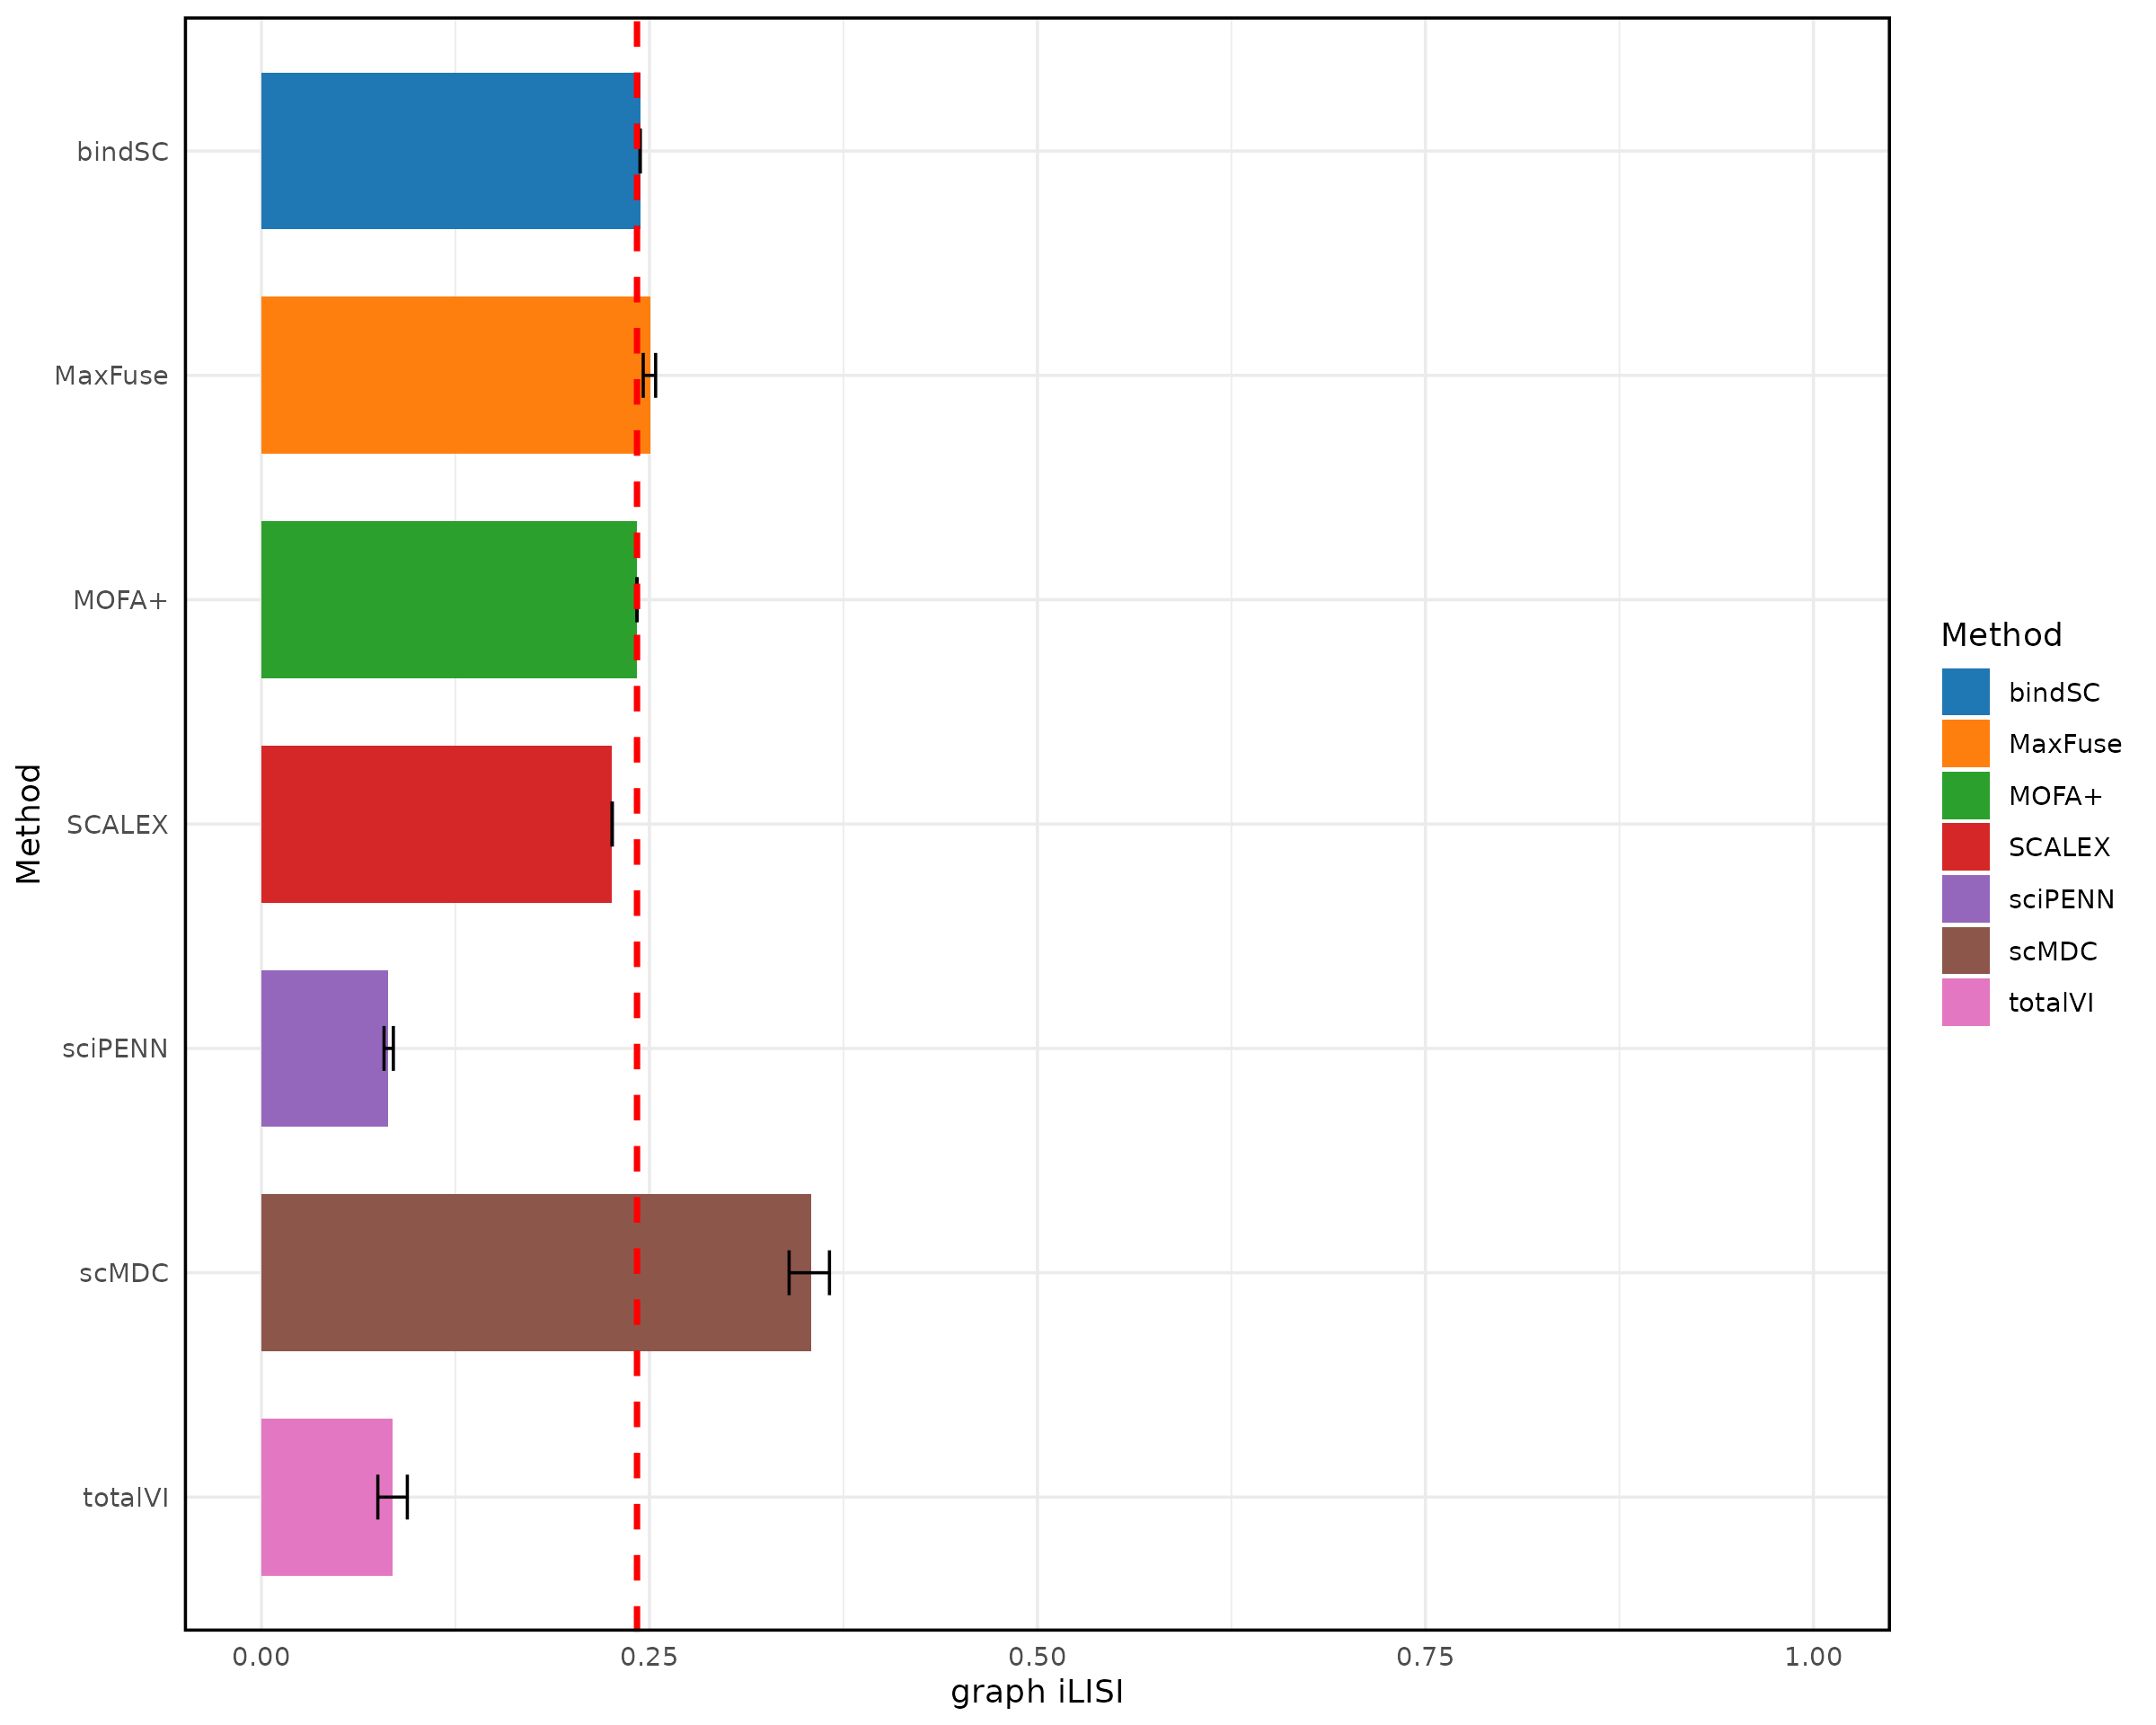 bindSC
MaxFuse
MOFA+
SCALEX
sciPENN
scMDC
totalVI
Method
0.00 0.25 0.50 0.75 1.00
graph iLISI
Method
bindSC
MaxFuse
MOFA+
SCALEX
sciPENN
scMDC
totalVI